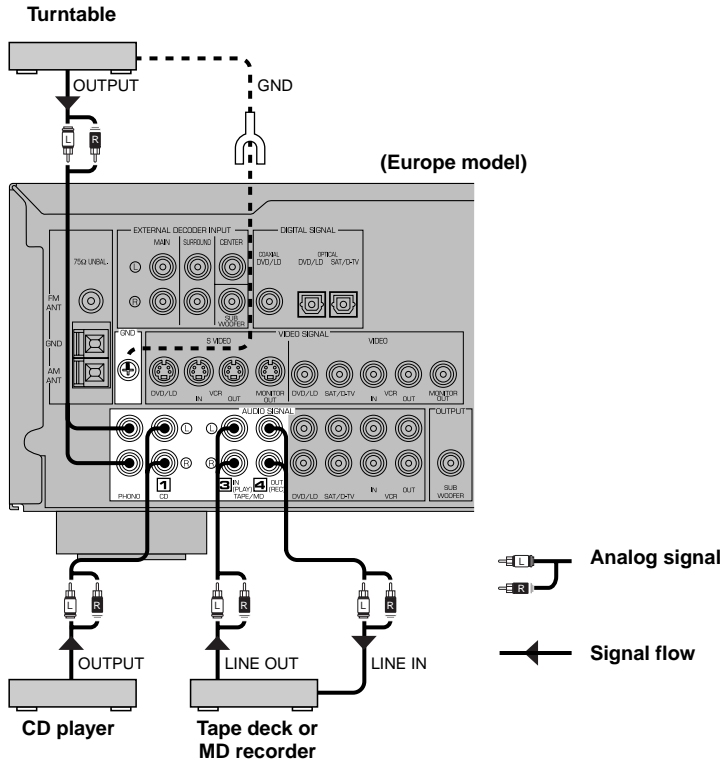 Turntable
OUTPUT
GND
L
R
(Europe model)
EXTERNAL DECODER INPUT
MAIN
SURROUND
CENTER
L
R
SUB
WOOFER
DIGITAL SIGNAL
COAXIAL
DVD/LD
OPTICAL
DVD/LD
SAT/D-TV
75Ω UNBAL.
FM
ANT
GND
AM
ANT
GND
VIDEO SIGNAL
S VIDEO
VIDEO
DVD/LD
IN
VCR
OUT
MONITOR
OUT
DVD/LD
SAT/D-TV
IN
VCR
OUT
MONITOR
OUT
AUDIO SIGNAL
OUTPUT
L
L
R
R
PHONO
1
CD
3
IN
(PLAY)
4
OUT
(REC)
TAPE/MD
DVD/LD
SAT/D-TV
IN
VCR
OUT
SUB
WOOFER
L
R
L
R
L
R
L
R
Analog signal
OUTPUT
LINE OUT
LINE IN
Signal flow
CD player
Tape deck or
MD recorder